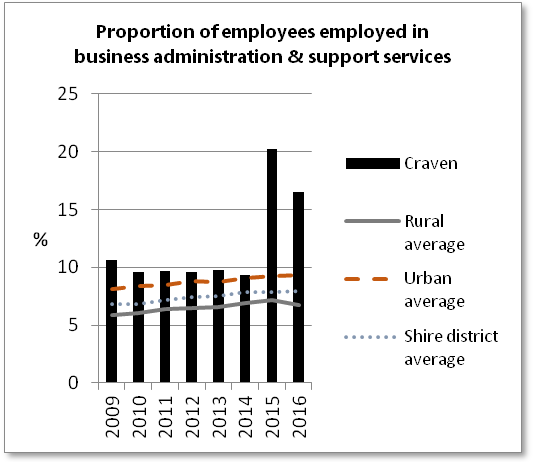 Proportion of employees employed in
business administration & support services
25
20
15
10
5
0
%
2009
2010
2011
2012
2013
2014
2015
2016
Craven
Rural
average
Urban
average
Shire district
average